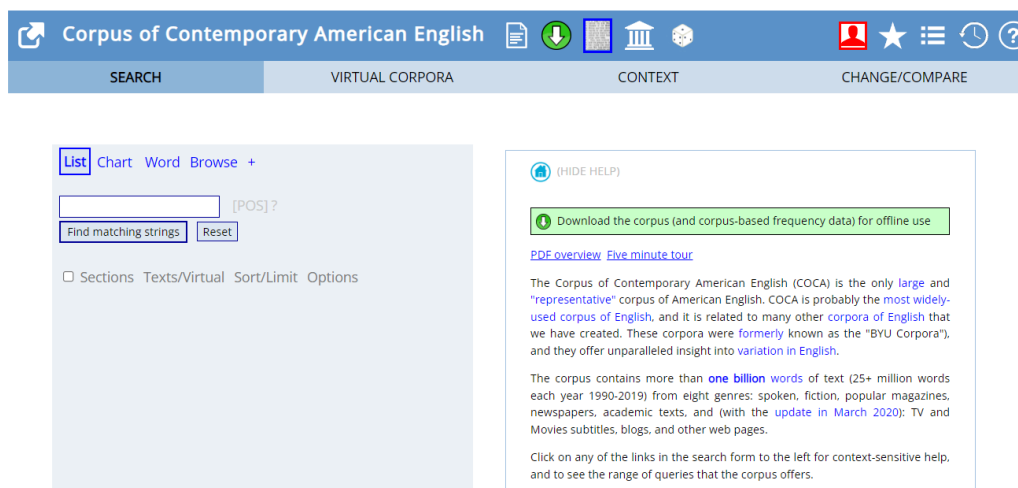 Corpus of Contemporary American English
SEARCH VIRTUAL CORPORA CONTEXT CHANGE/COMPARE
List Chart Word Browse +
[POS] ?
Find matching strings Reset
Sections Texts/Virtual Sort/Limit Options
(HIDE HELP)
Download the corpus (and corpus-based frequency data) for offline use
PDF overview Five minute tour
The Corpus of Contemporary American English (COCA) is the only large and
"representative" corpus of American English. COCA is probably the most widely-
used corpus of English, and it is related to many other corpora of English that
we have created. These corpora were formerly known as the "BYU Corpora"),
and they offer unparalleled insight into variation in English.
The corpus contains more than one billion words of text (25+ million words
each year 1990-2019) from eight genres: spoken, fiction, popular magazines,
newspapers, academic texts, and (with the update in March 2020): TV and
Movies subtitles, blogs, and other web pages.
Click on any of the links in the search form to the left for context-sensitive help,
and to see the range of queries that the corpus offers.